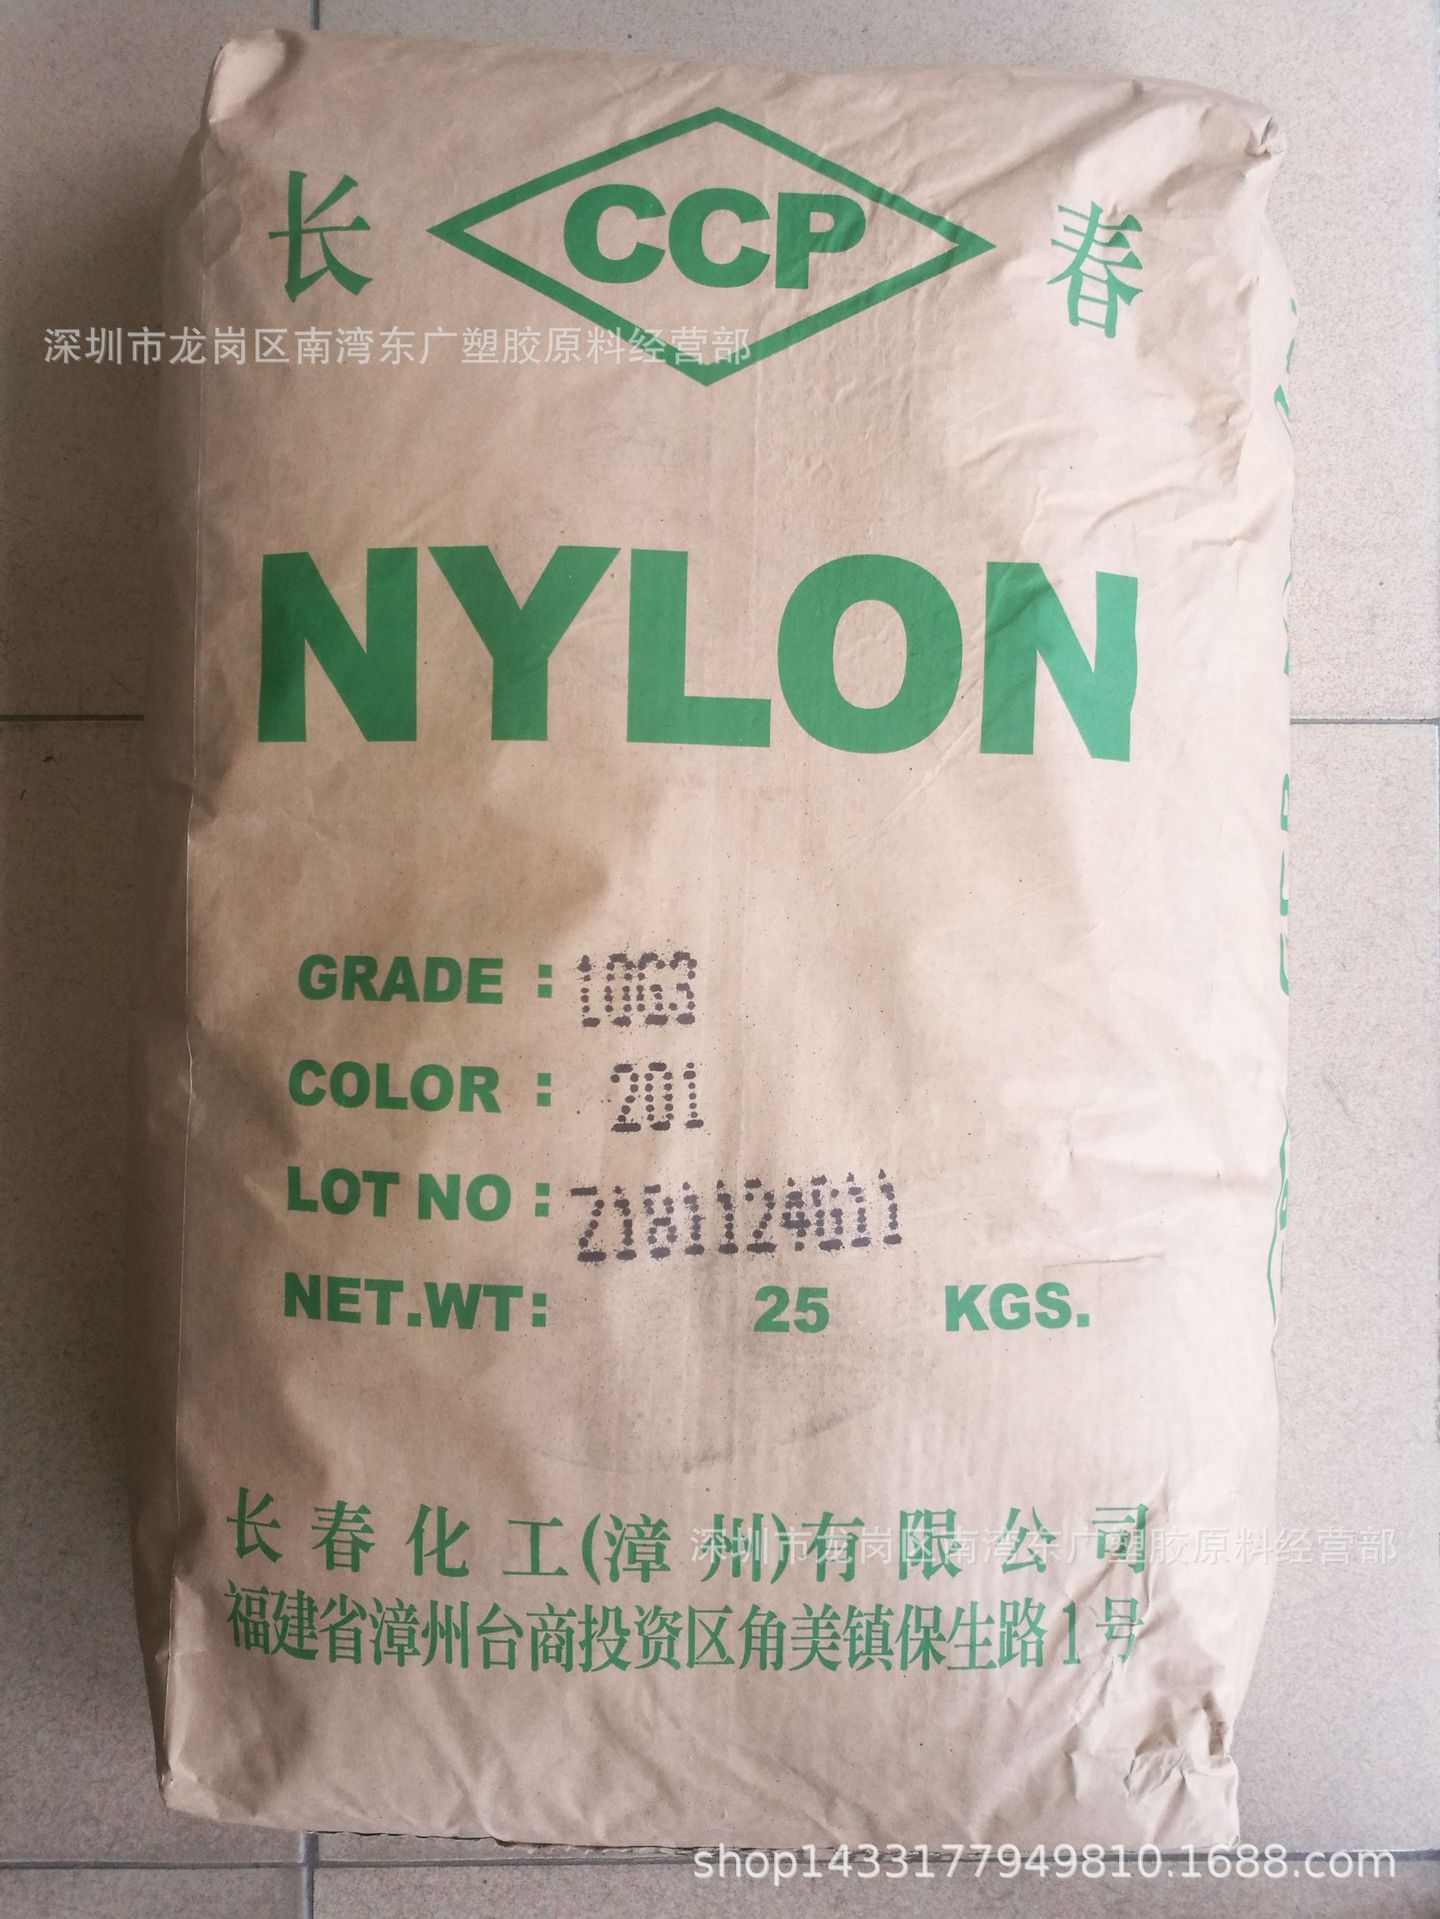 长 CCP 春
深圳市龙岗区南湾东广塑胶原料经营部
NYLON
GRADE : 10G3
COLOR : 201
LOT NO :
NET.WT: 25 KGS.
长春化工(漳州)有限公司
深圳市龙岗区南湾东广塑胶原料经营部
福建省漳州台商投资区角美镇保生路1号
shop1433177949810.1688.com